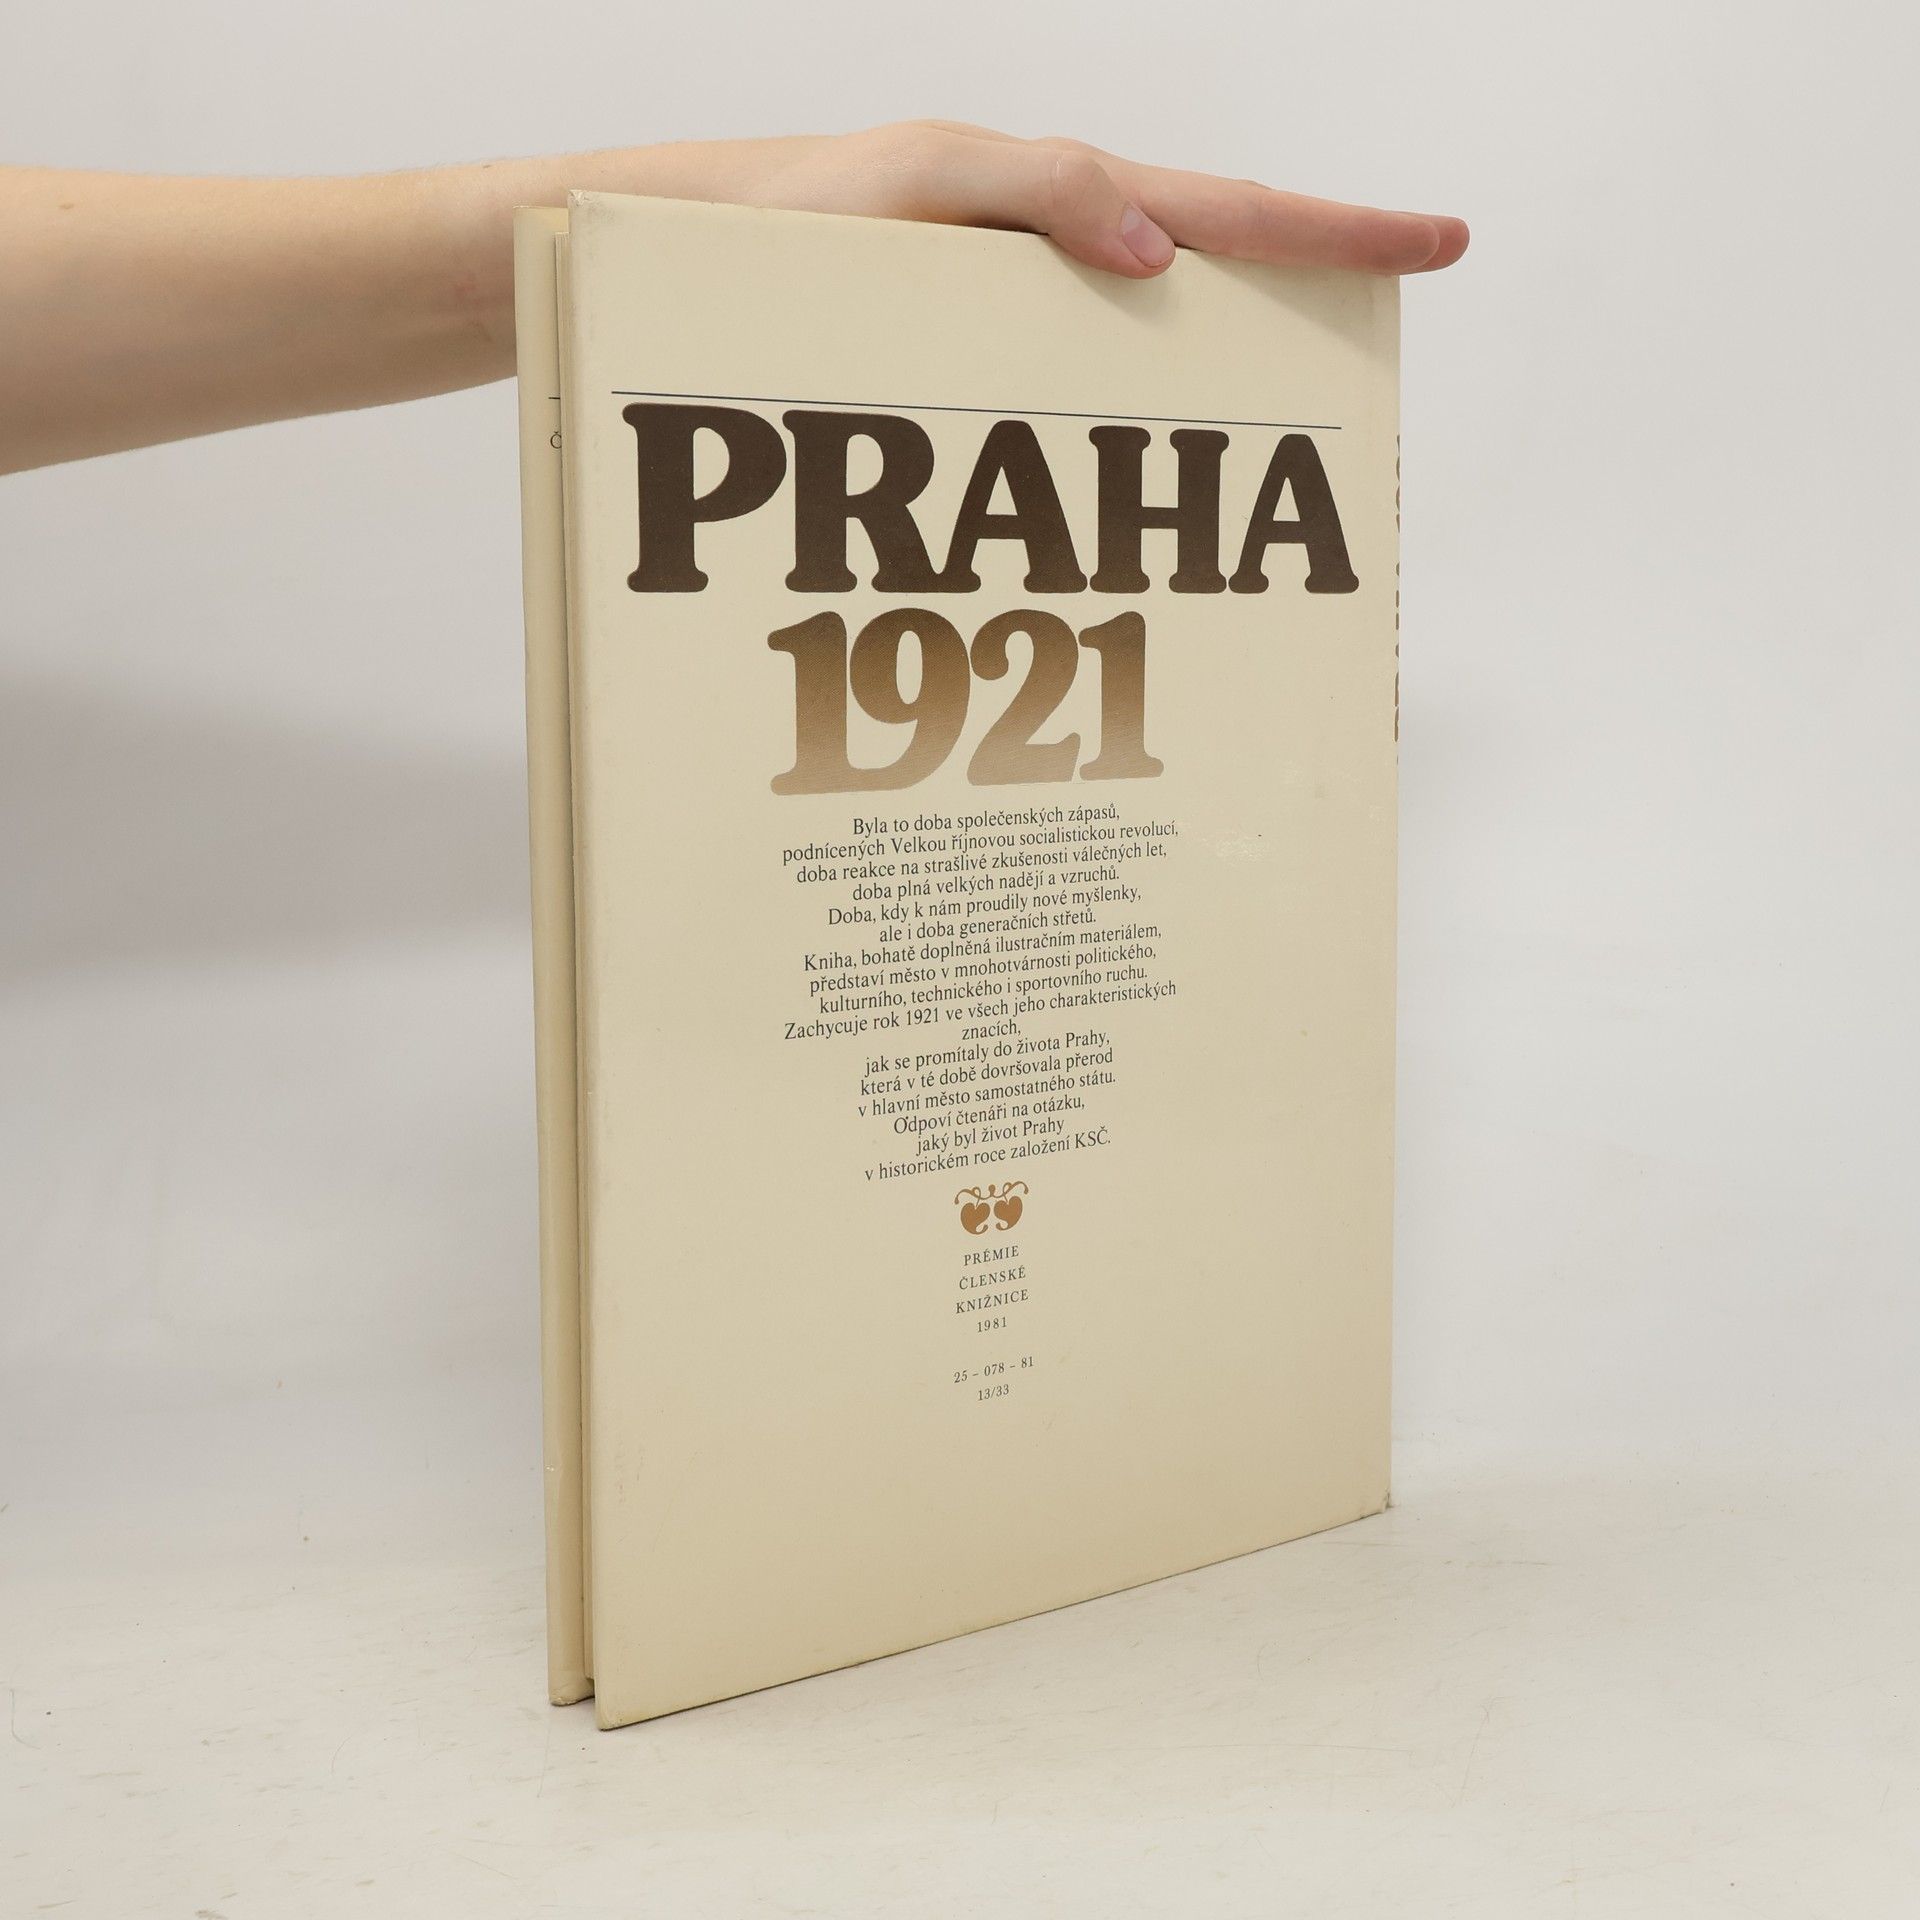 PRAHA
1921
Byla to doba společenských zápasů,
podnícených Velkou říjnovou socialistickou revolucí,
doba reakce na strašlivé zkušenosti válečných let,
doba plná velkých nadějí a vzruchů.
Doba, kdy k nám proudily nové myšlenky,
ale i doba generačních střetů.
Kniha, bohatě doplněná ilustračním materiálem,
představí město v mnohotvárnosti politického,
kulturního, technického i sportovního ruchu.
Zachycuje rok 1921 ve všech jeho charakteristických
znacích,
jak se promítaly do života Prahy,
která v té době dovršovala přerod
v hlavní město samostatného státu.
Odpoví čtenáři na otázku,
jaký byl život Prahy
v historickém roce založení KSČ.
PRÉMIE
ČLENSKÉ
KNIŽNICE
1981
25 – 078 – 81
13/33